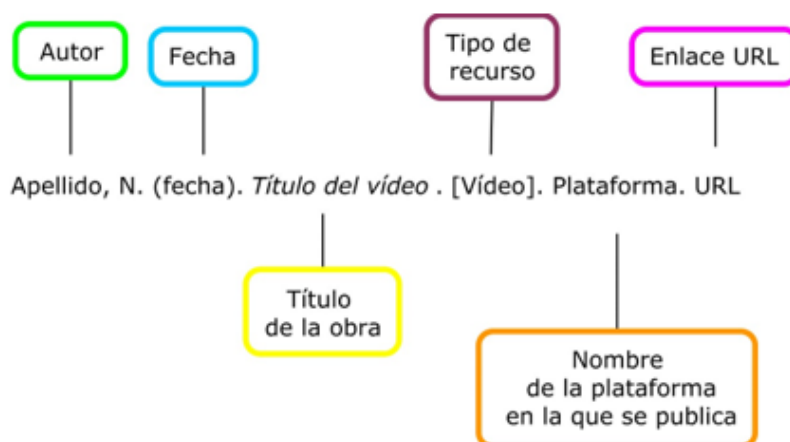 Autor
Fecha
Tipo de
recurso
Enlace URL
Apellido, N. (fecha). Título del vídeo . [Vídeo]. Plataforma. URL
Título
de la obra
Nombre
de la plataforma
en la que se publica